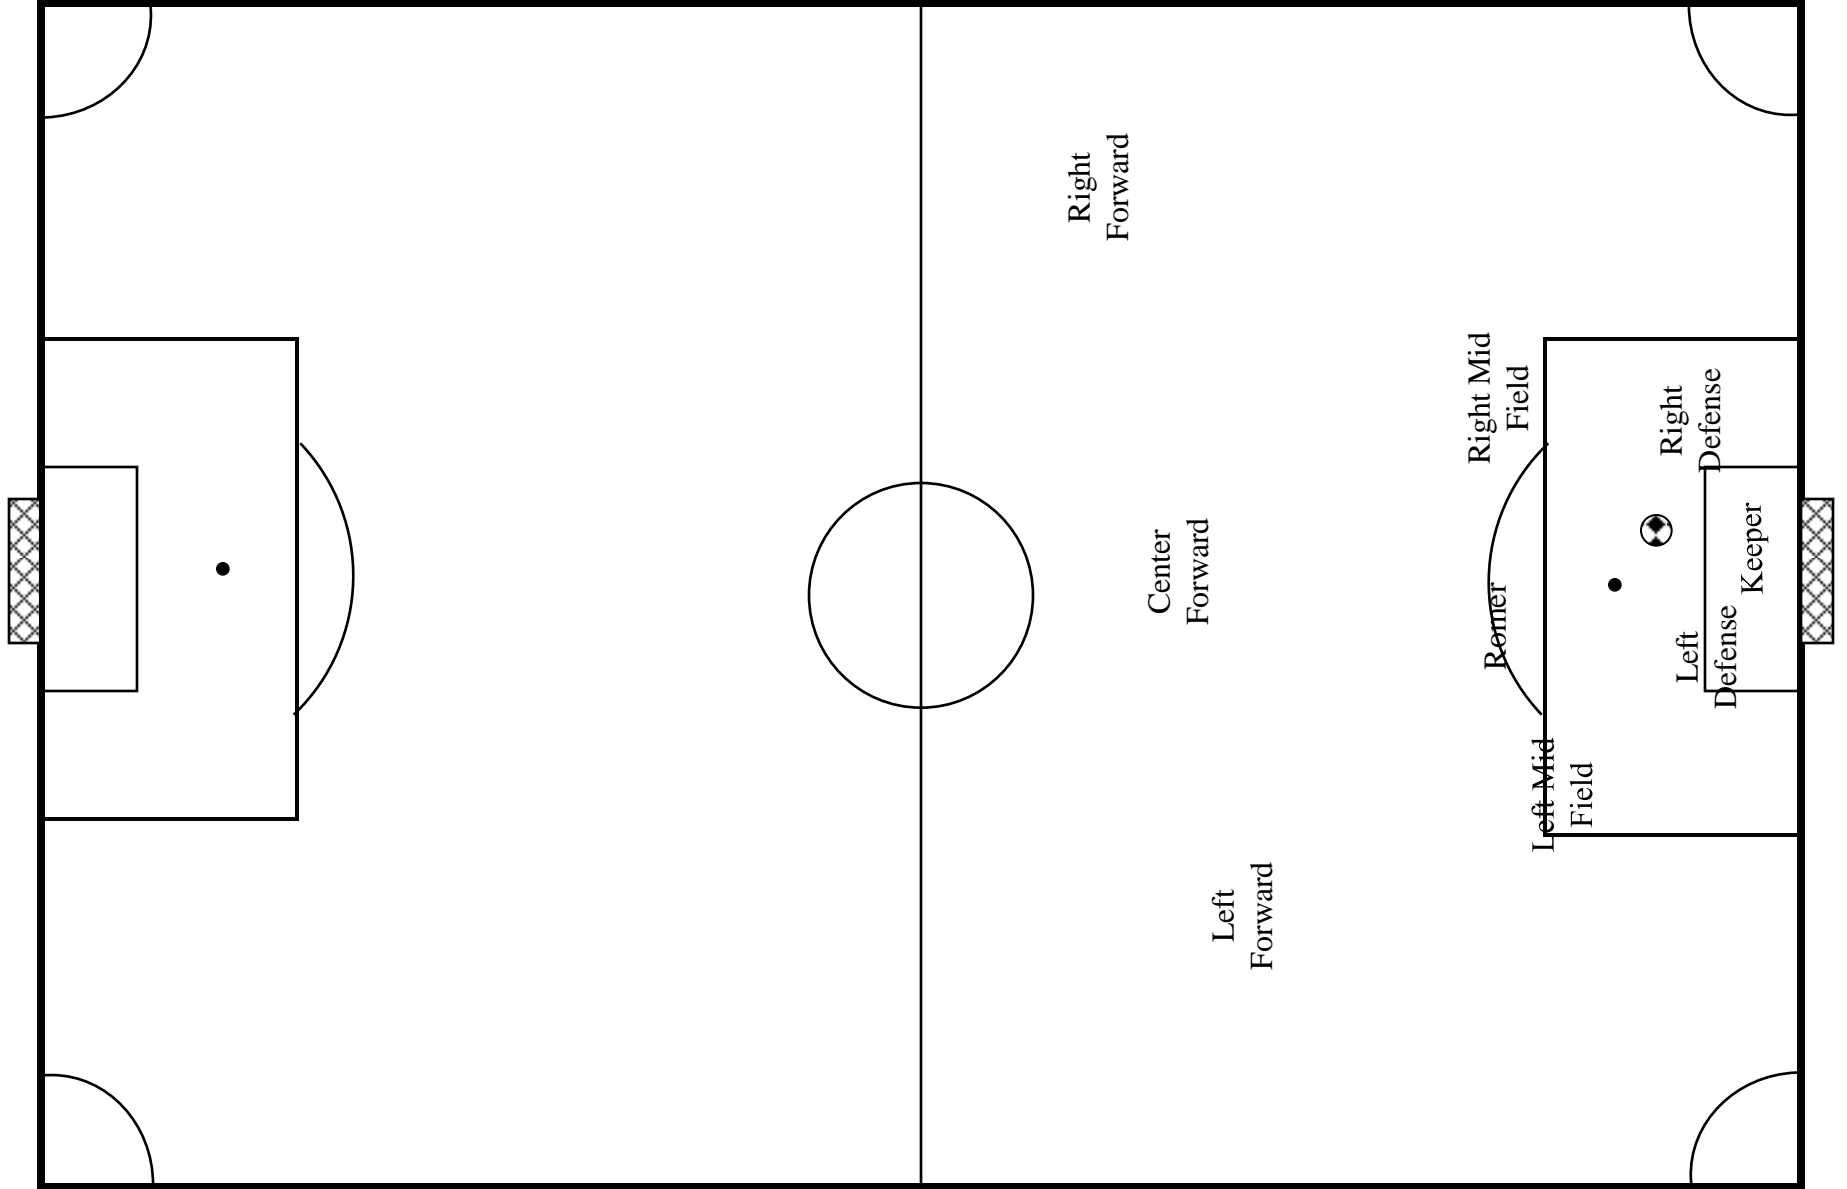 Right
Forward
Center
Forward
Left
Forward
Right Mid
Field
Romer
Left Mid
Field
Right
Defense
Left
Defense
Keeper